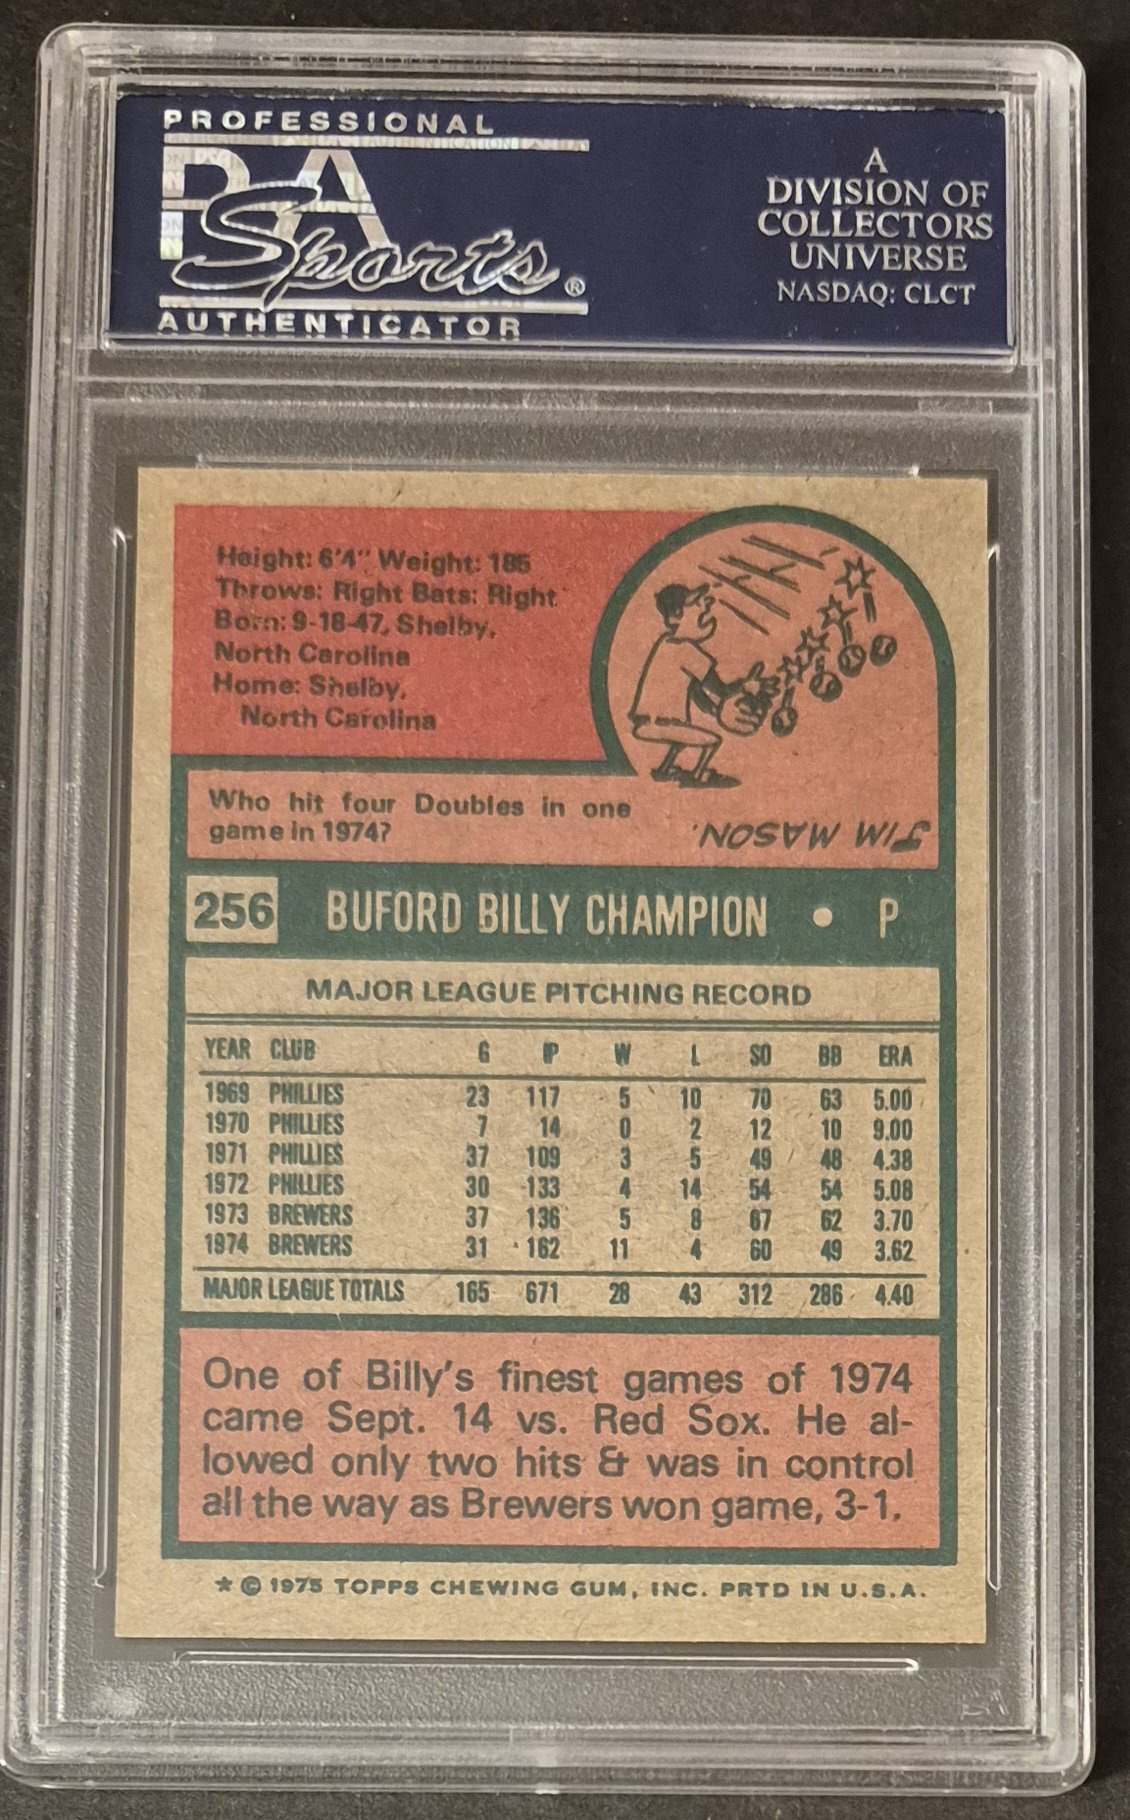 PROFESSIONAL
PSA
Sports®
AUTHENTICATOR
A
DIVISION OF
COLLECTORS
UNIVERSE
NASDAQ: CLCT
Height: 6'4" Weight: 185
Throws: Right Bats: Right
Born: 9-18-47, Shelby,
North Carolina
Home: Shelby,
North Carolina
Who hit four Doubles in one
game in 1974?
JIM MASON.
256 BUFORD BILLY CHAMPION • P
MAJOR LEAGUE PITCHING RECORD
YEAR CLUB G IP W L SO BB ERA
1969 PHILLIES 23 117 5 10 70 63 5.00
1970 PHILLIES 7 14 0 2 12 10 9.00
1971 PHILLIES 37 109 3 5 49 48 4.38
1972 PHILLIES 30 133 4 14 54 54 5.08
1973 BREWERS 37 136 5 8 67 62 3.70
1974 BREWERS 31 162 11 4 60 49 3.62
MAJOR LEAGUE TOTALS 165 671 28 43 312 286 4.40
One of Billy's finest games of 1974
came Sept. 14 vs. Red Sox. He al-
lowed only two hits & was in control
all the way as Brewers won game, 3-1.
* © 1975 TOPPS CHEWING GUM, INC. PRTD IN U.S.A.